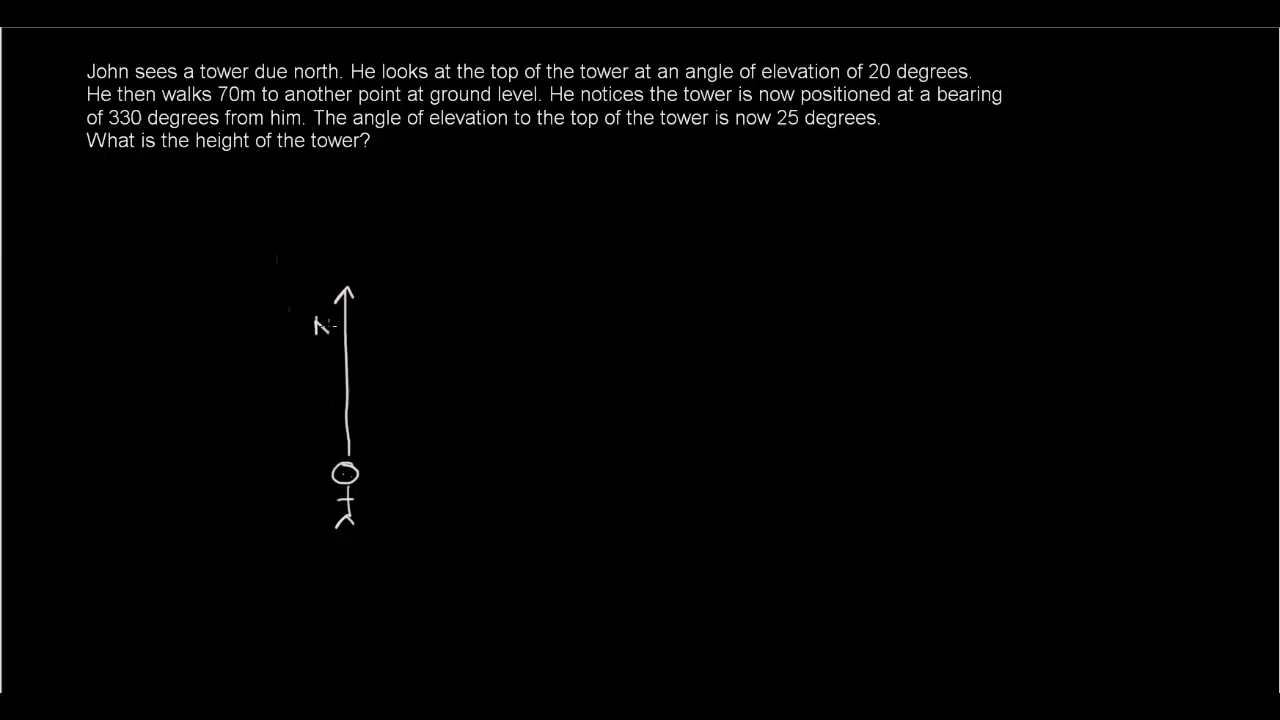 John sees a tower due north. He looks at the top of the tower at an angle of elevation of 20 degrees.
He then walks 70m to another point at ground level. He notices the tower is now positioned at a bearing
of 330 degrees from him. The angle of elevation to the top of the tower is now 25 degrees.
What is the height of the tower?